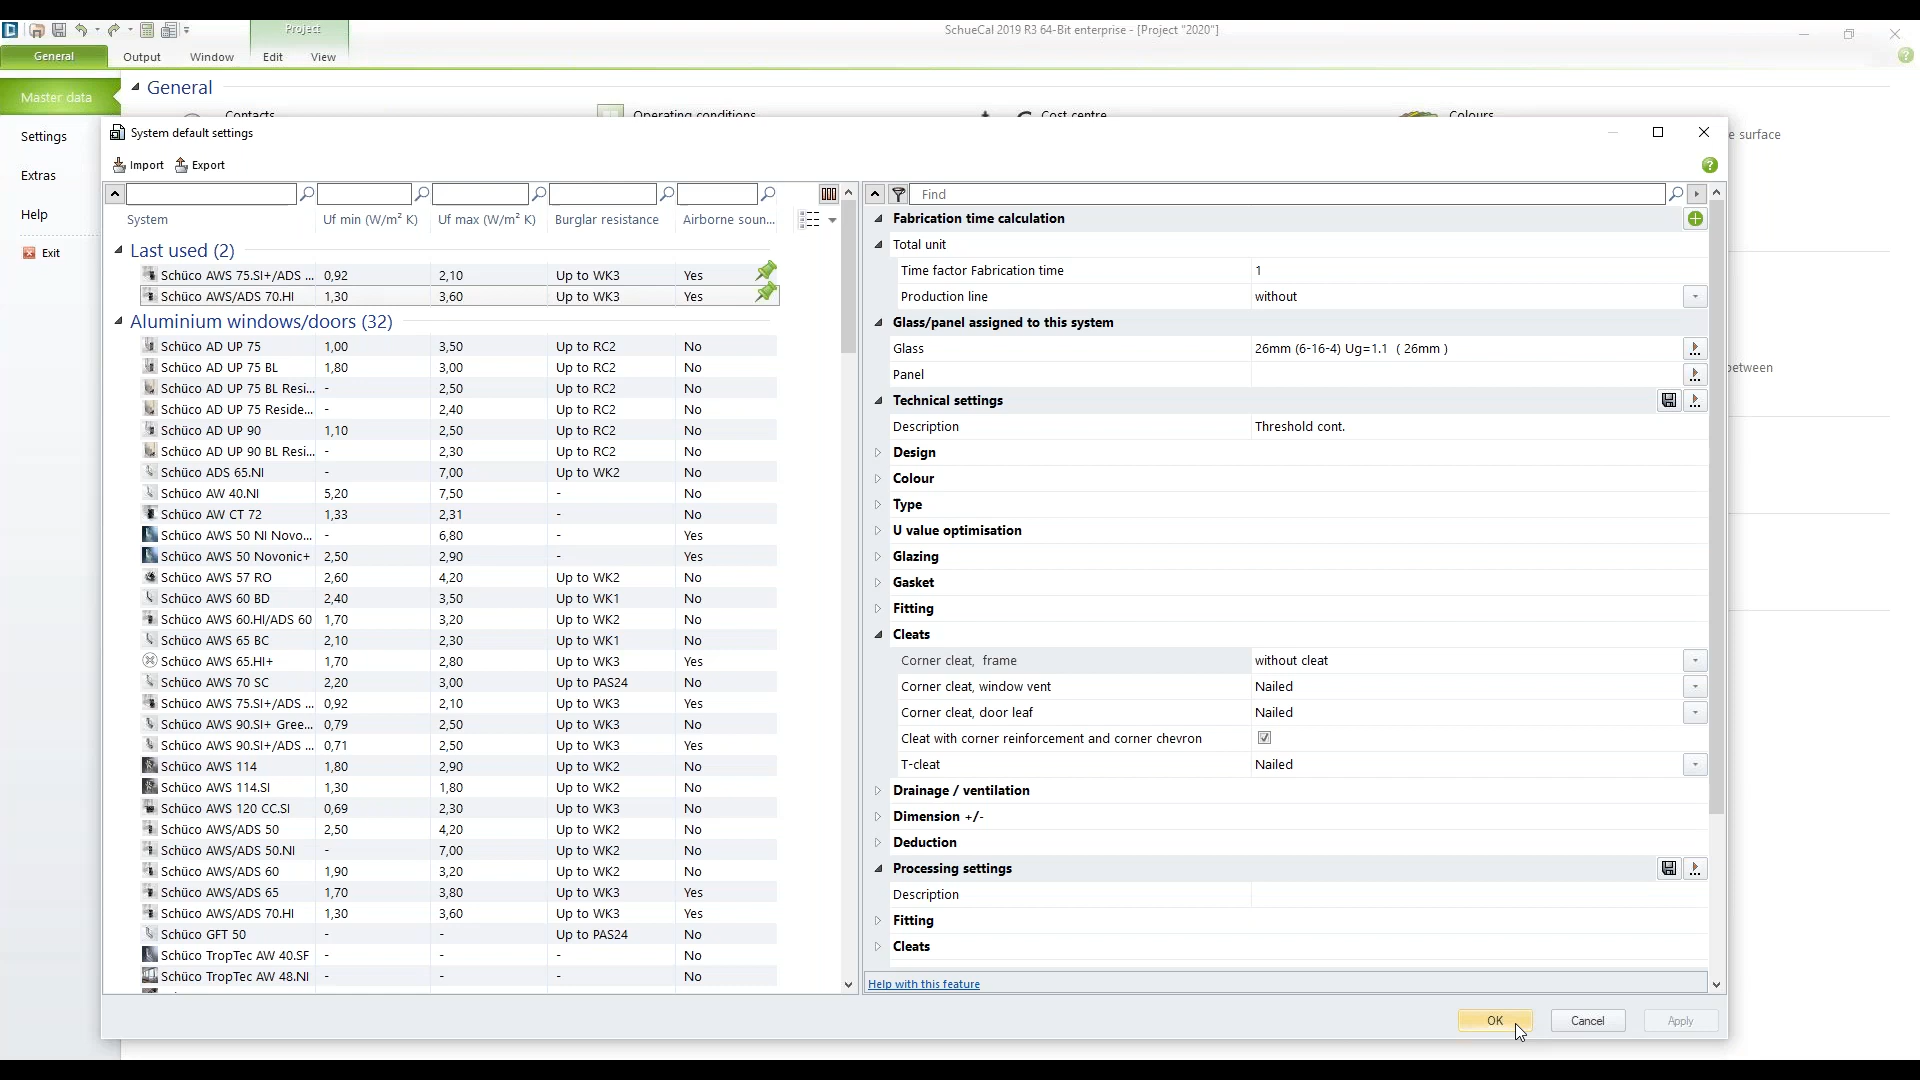 Project
SchueCal 2019 R3 64-Bit enterprise - [Project "2020"]
General
Output
Window
Edit
View
Master data
Settings
Extras
Help
Exit
General
Contacts
Operating conditions
Cost centre
Colours
e surface
between
System default settings
Import
Export
System Uf min (W/m² K) Uf max (W/m² K) Burglar resistance Airborne soun...
Last used (2)
Schüco AWS 75.SI+/ADS ... 0,92 2,10 Up to WK3 Yes
Schüco AWS/ADS 70.HI 1,30 3,60 Up to WK3 Yes
Aluminium windows/doors (32)
Schüco AD UP 75 1,00 3,50 Up to RC2 No
Schüco AD UP 75 BL 1,80 3,00 Up to RC2 No
Schüco AD UP 75 BL Resi... - 2,50 Up to RC2 No
Schüco AD UP 75 Reside... - 2,40 Up to RC2 No
Schüco AD UP 90 1,10 2,50 Up to RC2 No
Schüco AD UP 90 BL Resi... - 2,30 Up to RC2 No
Schüco ADS 65.NI - 7,00 Up to WK2 No
Schüco AW 40.NI 5,20 7,50 - No
Schüco AW CT 72 1,33 2,31 - No
Schüco AWS 50 NI Novo... - 6,80 - Yes
Schüco AWS 50 Novonic+ 2,50 2,90 - Yes
Schüco AWS 57 RO 2,60 4,20 Up to WK2 No
Schüco AWS 60 BD 2,40 3,50 Up to WK1 No
Schüco AWS 60.HI/ADS 60 1,70 3,20 Up to WK2 No
Schüco AWS 65 BC 2,10 2,30 Up to WK1 No
Schüco AWS 65.HI+ 1,70 2,80 Up to WK3 Yes
Schüco AWS 70 SC 2,20 3,00 Up to PAS24 No
Schüco AWS 75.SI+/ADS ... 0,92 2,10 Up to WK3 Yes
Schüco AWS 90.SI+ Gree... 0,79 2,50 Up to WK3 No
Schüco AWS 90.SI+/ADS ... 0,71 2,50 Up to WK3 Yes
Schüco AWS 114 1,80 2,90 Up to WK2 No
Schüco AWS 114.SI 1,30 1,80 Up to WK2 No
Schüco AWS 120 CC.SI 0,69 2,30 Up to WK3 No
Schüco AWS/ADS 50 2,50 4,20 Up to WK2 No
Schüco AWS/ADS 50.NI - 7,00 Up to WK2 No
Schüco AWS/ADS 60 1,90 3,20 Up to WK2 No
Schüco AWS/ADS 65 1,70 3,80 Up to WK3 Yes
Schüco AWS/ADS 70.HI 1,30 3,60 Up to WK3 Yes
Schüco GFT 50 - - Up to PAS24 No
Schüco TropTec AW 40.SF - - - No
Schüco TropTec AW 48.NI - - - No
Find
Fabrication time calculation
Total unit
Time factor Fabrication time 1
Production line without
Glass/panel assigned to this system
Glass 26mm (6-16-4) Ug=1.1 ( 26mm )
Panel
Technical settings
Description Threshold cont.
Design
Colour
Type
U value optimisation
Glazing
Gasket
Fitting
Cleats
Corner cleat, frame without cleat
Corner cleat, window vent Nailed
Corner cleat, door leaf Nailed
Cleat with corner reinforcement and corner chevron
T-cleat Nailed
Drainage / ventilation
Dimension +/-
Deduction
Processing settings
Description
Fitting
Cleats
Help with this feature
OK
Cancel
Apply